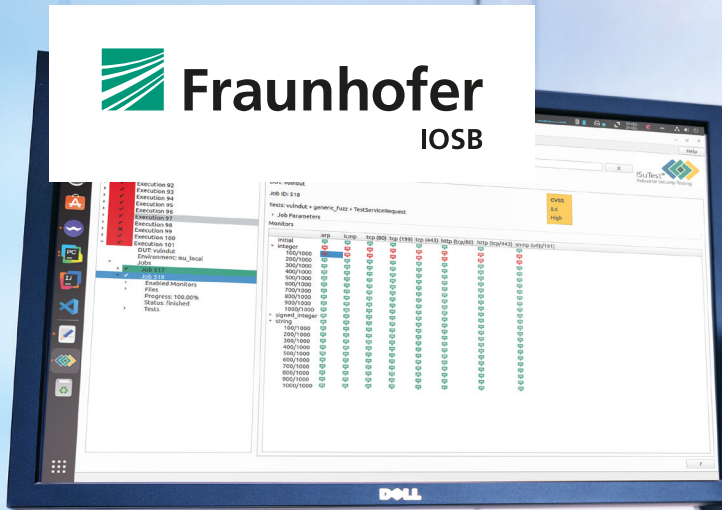 Fraunhofer
IOSB
Help
ISuTest®
Industrial Security Testing
Execution 92
Execution 93
Execution 94
Execution 95
Execution 96
Execution 97
Execution 98
Execution 99
Execution 100
Execution 101
DUT: vulndut
Environment: isu_local
Jobs
Job 517
Job 518
Enabled Monitors
Files
Progress: 100.00%
Status: finished
Tests
DUT: vulndut
Job ID: 518
Tests: vulndut + generic_fuzz + TestServiceRequest
Job Parameters
Monitors
CVSS
8.6
High
arp icmp tcp (80) tcp (199) tcp (443) http (tcp/80) http (tcp/443) snmp (udp/161)
initial
integer
100/1000
200/1000
300/1000
400/1000
500/1000
600/1000
700/1000
800/1000
900/1000
1000/1000
signed_integer
string
100/1000
200/1000
300/1000
400/1000
500/1000
600/1000
700/1000
800/1000
900/1000
1000/1000
PC
IJ
?
DELL